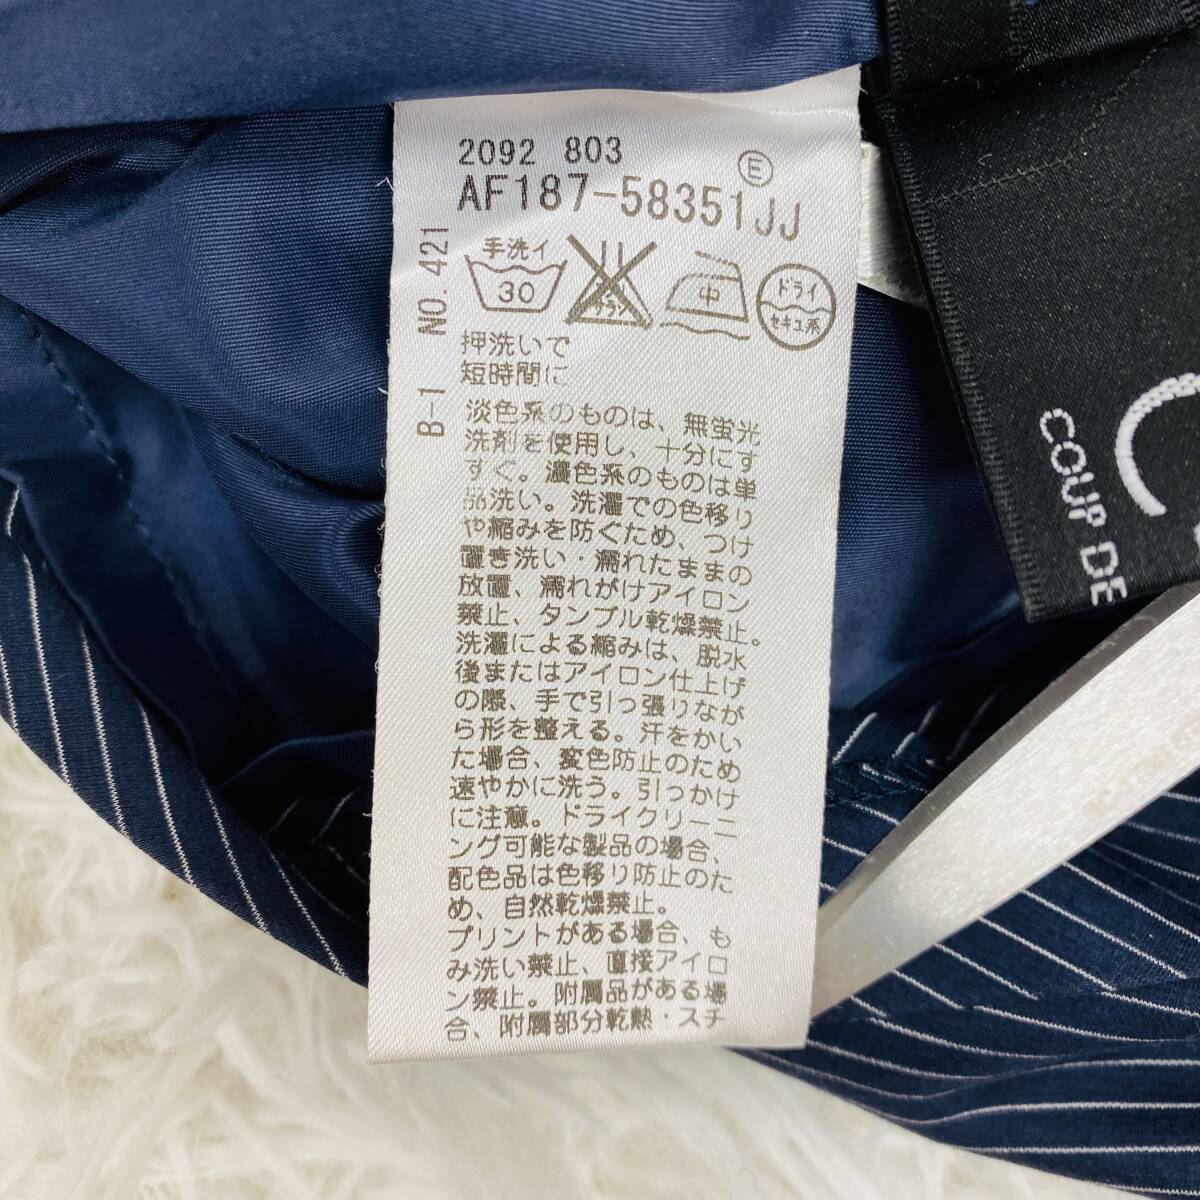 2092 803
Ⓔ
AF187-58351JJ
B-1 NO. 421
手洗イ
30
中
ドライ
セキユ系
押洗いで
短時間に
淡色系のものは、無蛍光
洗剤を使用し、十分にす
すぐ。濃色系のものは単
品洗い。洗濯での色移り
や縮みを防ぐため、つけ
置き洗い・濡れたままの
放置、濡れがけアイロン
禁止、タンブル乾燥禁止。
洗濯による縮みは、脱水
後またはアイロン仕上げ
の際、手で引っ張りなが
ら形を整える。汗をかい
た場合、変色防止のため
速やかに洗う。引っかけ
に注意。ドライクリーニ
ング可能な製品の場合、
配色品は色移り防止のた
め、自然乾燥禁止。
プリントがある場合、も
み洗い禁止、直接アイロ
ン禁止。附属品がある場
合、附属部分乾熱・スチ
COUP DE